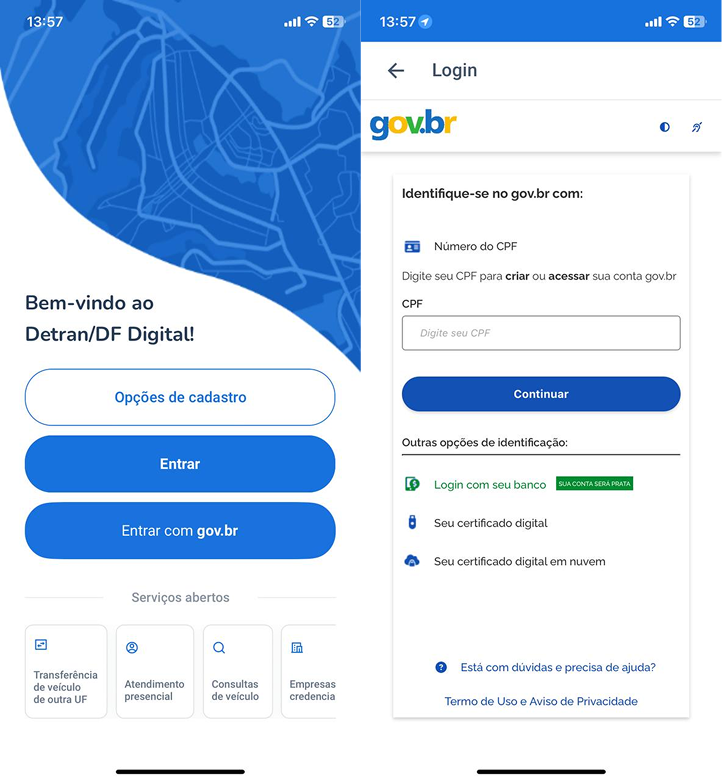 13:57
52
Bem-vindo ao
Detran/DF Digital!
Opções de cadastro
Entrar
Entrar com gov.br
Serviços abertos
Transferência
de veículo
de outra UF
Atendimento
presencial
Consultas
de veículo
Empresas
credencia
13:57
52
Login
gov.br
Identifique-se no gov.br com:
Número do CPF
Digite seu CPF para criar ou acessar sua conta gov.br
CPF
Digite seu CPF
Continuar
Outras opções de identificação:
Login com seu banco
SUA CONTA SERÁ PRATA
Seu certificado digital
Seu certificado digital em nuvem
Está com dúvidas e precisa de ajuda?
Termo de Uso e Aviso de Privacidade